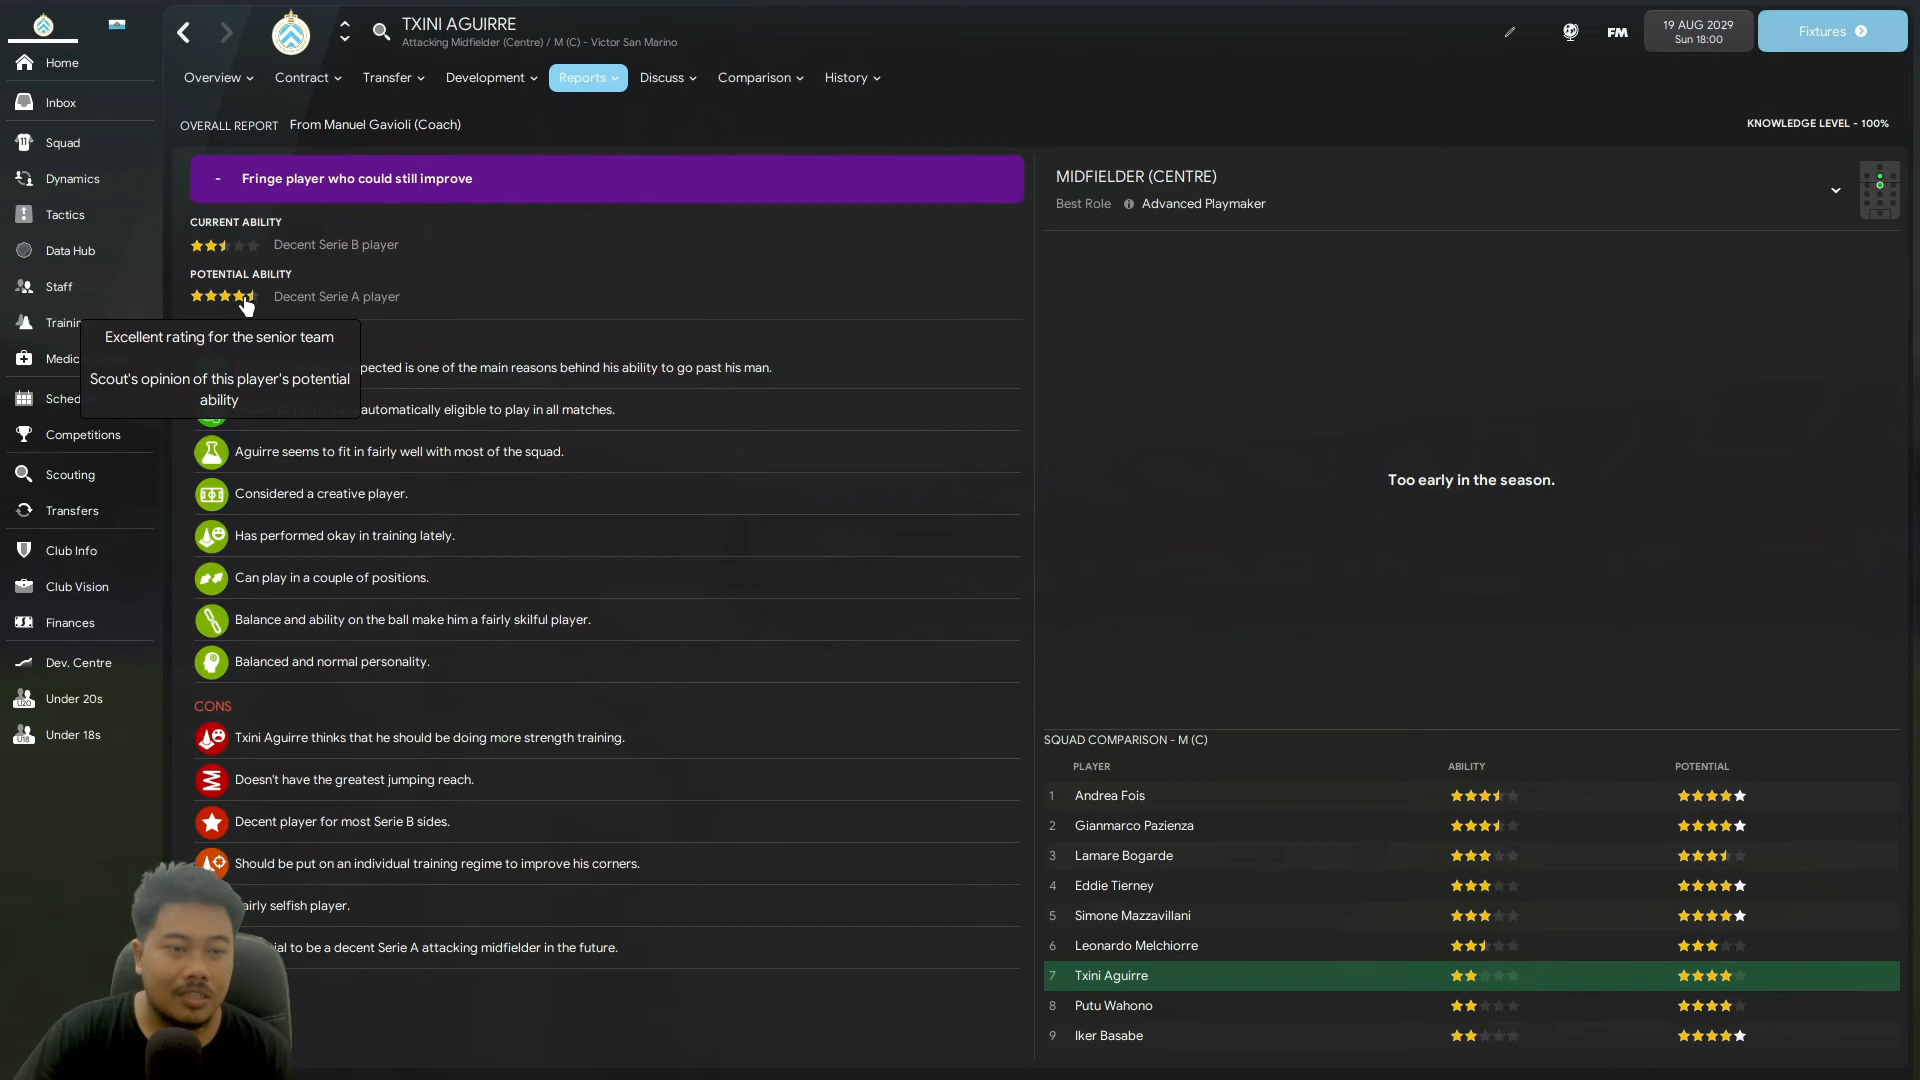 TXINI AGUIRRE
Attacking Midfielder (Centre) / M (C) - Victor San Marino
FM
19 AUG 2029
Sun 18:00
Fixtures
Home
Inbox
Squad
Dynamics
Tactics
Data Hub
Staff
Trainin
Medic
Sched
Competitions
Scouting
Transfers
Club Info
Club Vision
Finances
Dev. Centre
U20
Under 20s
U18
Under 18s
Overview
Contract
Transfer
Development
Reports
Discuss
Comparison
History
OVERALL REPORT From Manuel Gavioli (Coach)
KNOWLEDGE LEVEL - 100%
- Fringe player who could still improve
CURRENT ABILITY
Decent Serie B player
POTENTIAL ABILITY
Decent Serie A player
Excellent rating for the senior team
Scout's opinion of this player's potential
ability
pected is one of the main reasons behind his ability to go past his man.
automatically eligible to play in all matches.
Aguirre seems to fit in fairly well with most of the squad.
Considered a creative player.
Has performed okay in training lately.
Can play in a couple of positions.
Balance and ability on the ball make him a fairly skilful player.
Balanced and normal personality.
CONS
Txini Aguirre thinks that he should be doing more strength training.
Doesn't have the greatest jumping reach.
Decent player for most Serie B sides.
Should be put on an individual training regime to improve his corners.
airly selfish player.
ial to be a decent Serie A attacking midfielder in the future.
MIDFIELDER (CENTRE)
Best Role Advanced Playmaker
Too early in the season.
SQUAD COMPARISON - M (C)
PLAYER ABILITY POTENTIAL
1 Andrea Fois
2 Gianmarco Pazienza
3 Lamare Bogarde
4 Eddie Tierney
5 Simone Mazzavillani
6 Leonardo Melchiorre
7 Txini Aguirre
8 Putu Wahono
9 Iker Basabe